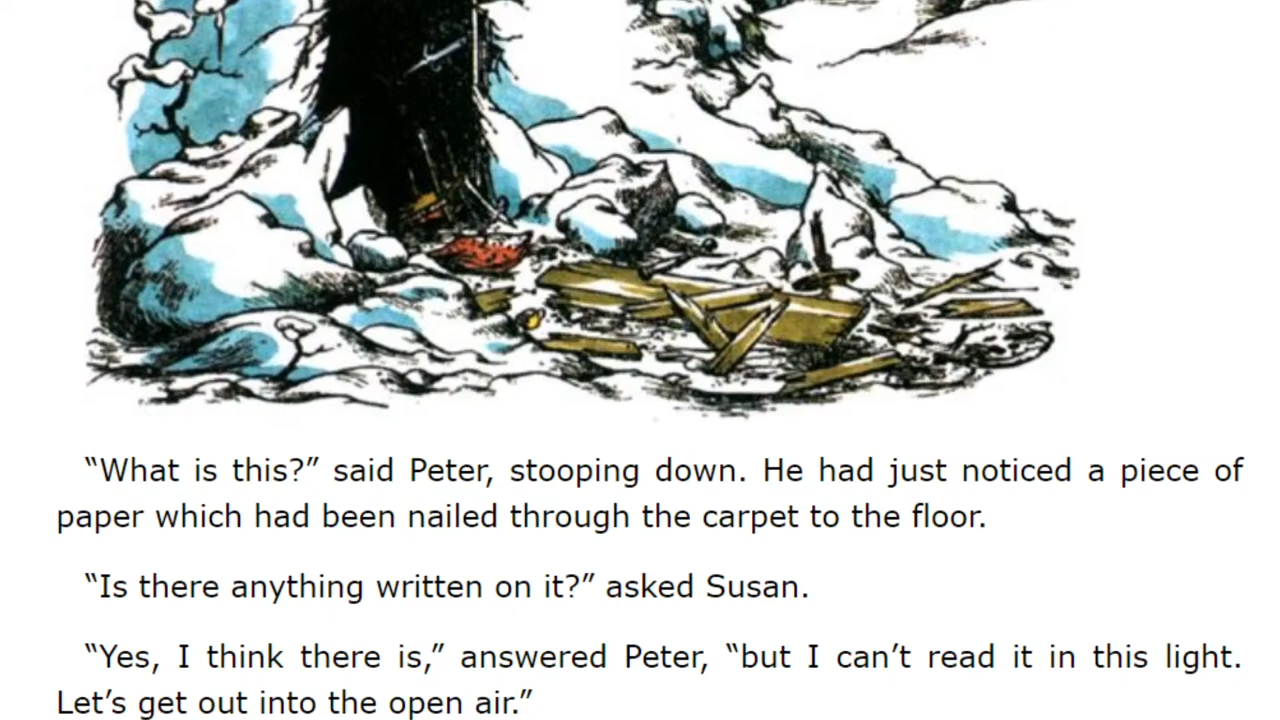 “What is this?” said Peter, stooping down. He had just noticed a piece of
paper which had been nailed through the carpet to the floor.
“Is there anything written on it?” asked Susan.
“Yes, I think there is,” answered Peter, “but I can’t read it in this light.
Let’s get out into the open air.”